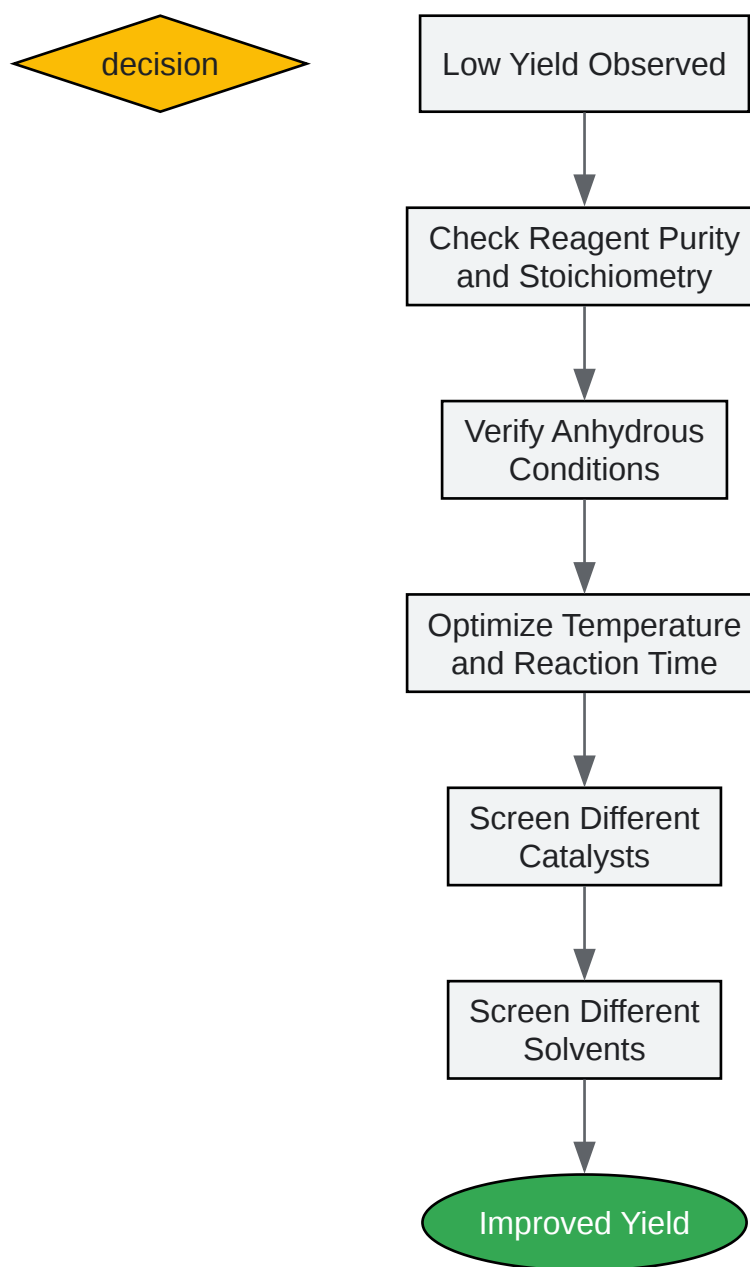 decision
Low Yield Observed
Check Reagent Purity
and Stoichiometry
Verify Anhydrous
Conditions
Optimize Temperature
and Reaction Time
Screen Different
Catalysts
Screen Different
Solvents
Improved Yield